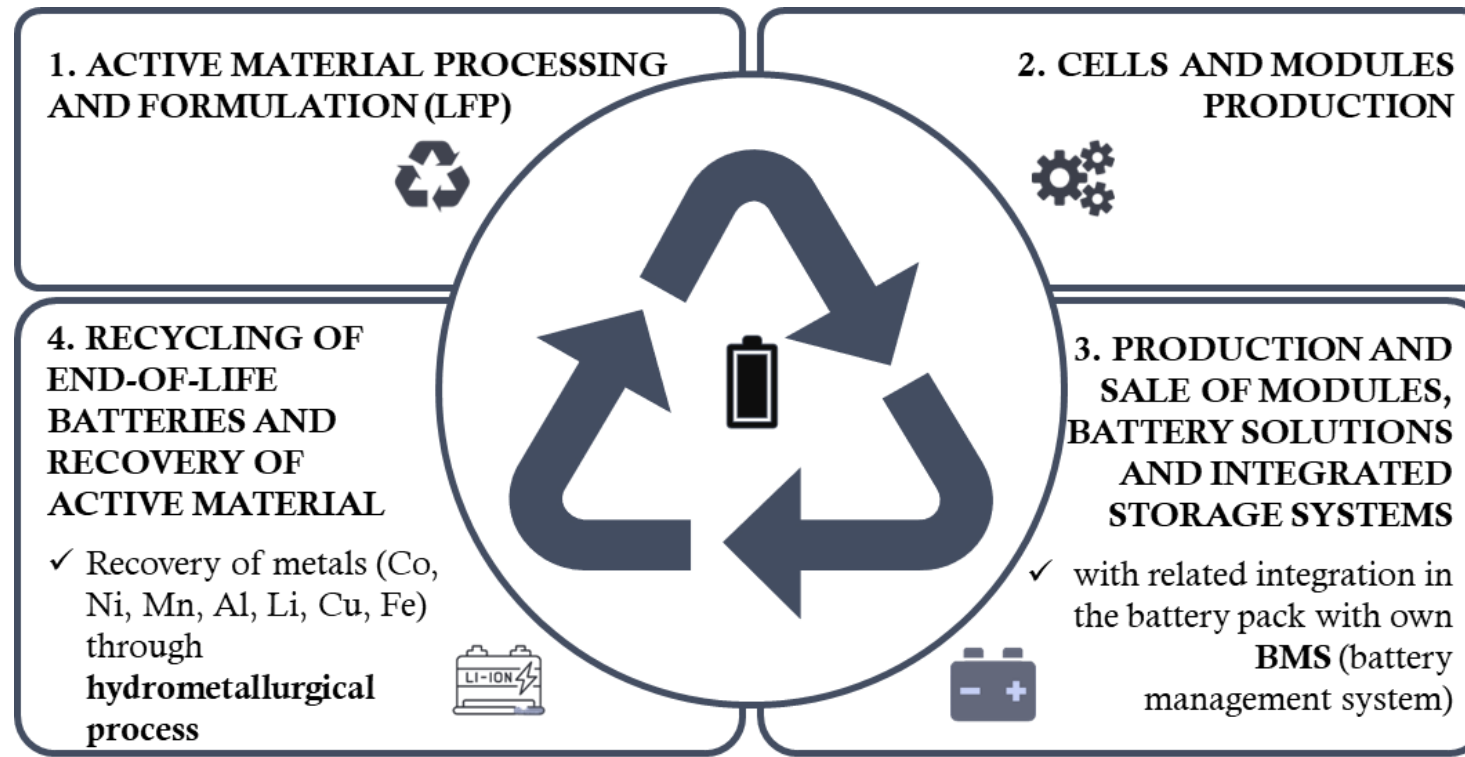 1. ACTIVE MATERIAL PROCESSING
AND FORMULATION (LFP)
2. CELLS AND MODULES
PRODUCTION
3. PRODUCTION AND
SALE OF MODULES,
BATTERY SOLUTIONS
AND INTEGRATED
STORAGE SYSTEMS
✓ with related integration in
the battery pack with own
BMS (battery
management system)
4. RECYCLING OF
END-OF-LIFE
BATTERIES AND
RECOVERY OF
ACTIVE MATERIAL
✓ Recovery of metals (Co,
Ni, Mn, Al, Li, Cu, Fe)
through
hydrometallurgical
process
LI-ION